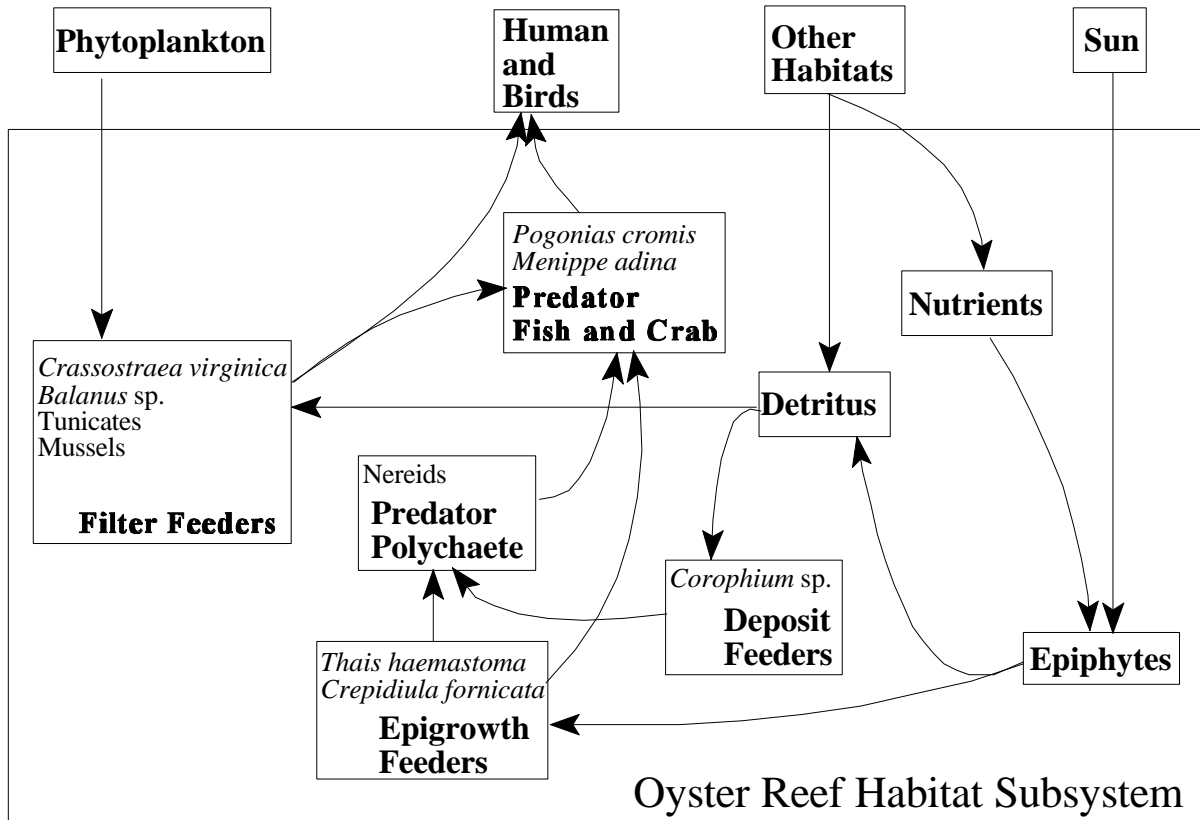 Phytoplankton
Human
and
Birds
Other
Habitats
Sun
Pogonias cromis
Menippe adina
Predator
Fish and Crab
Nutrients
Crassostraea virginica
Balanus sp.
Tunicates
Mussels
Filter Feeders
Detritus
Nereids
Predator
Polychaete
Corophium sp.
Deposit
Feeders
Epiphytes
Thais haemastoma
Crepidiula fornicata
Epigrowth
Feeders
Oyster Reef Habitat Subsystem